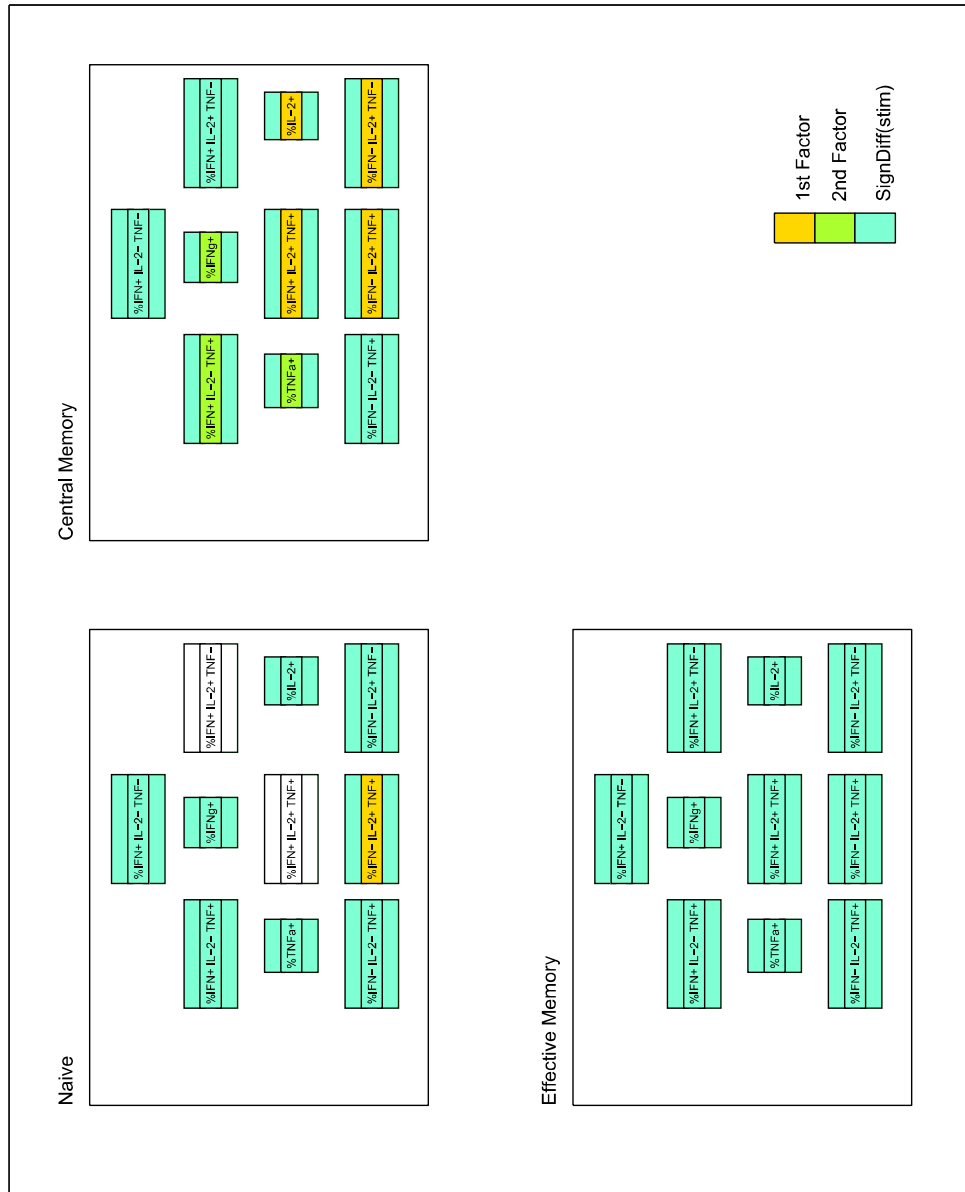 Naive
%IFN+ IL−2− TNF−
%IFN+ IL−2− TNF+
%IFNg+
%IFN+ IL−2+ TNF−
%TNFa+
%IFN+ IL−2+ TNF+
%IL−2+
%IFN− IL−2− TNF+
%IFN− IL−2+ TNF+
%IFN− IL−2+ TNF−
Central Memory
%IFN+ IL−2− TNF−
%IFN+ IL−2− TNF+
%IFNg+
%IFN+ IL−2+ TNF−
%TNFa+
%IFN+ IL−2+ TNF+
%IL−2+
%IFN− IL−2− TNF+
%IFN− IL−2+ TNF+
%IFN− IL−2+ TNF−
Effective Memory
%IFN+ IL−2− TNF−
%IFN+ IL−2− TNF+
%IFNg+
%IFN+ IL−2+ TNF−
%TNFa+
%IFN+ IL−2+ TNF+
%IL−2+
%IFN− IL−2− TNF+
%IFN− IL−2+ TNF+
%IFN− IL−2+ TNF−
1st Factor
2nd Factor
SignDiff(stim)